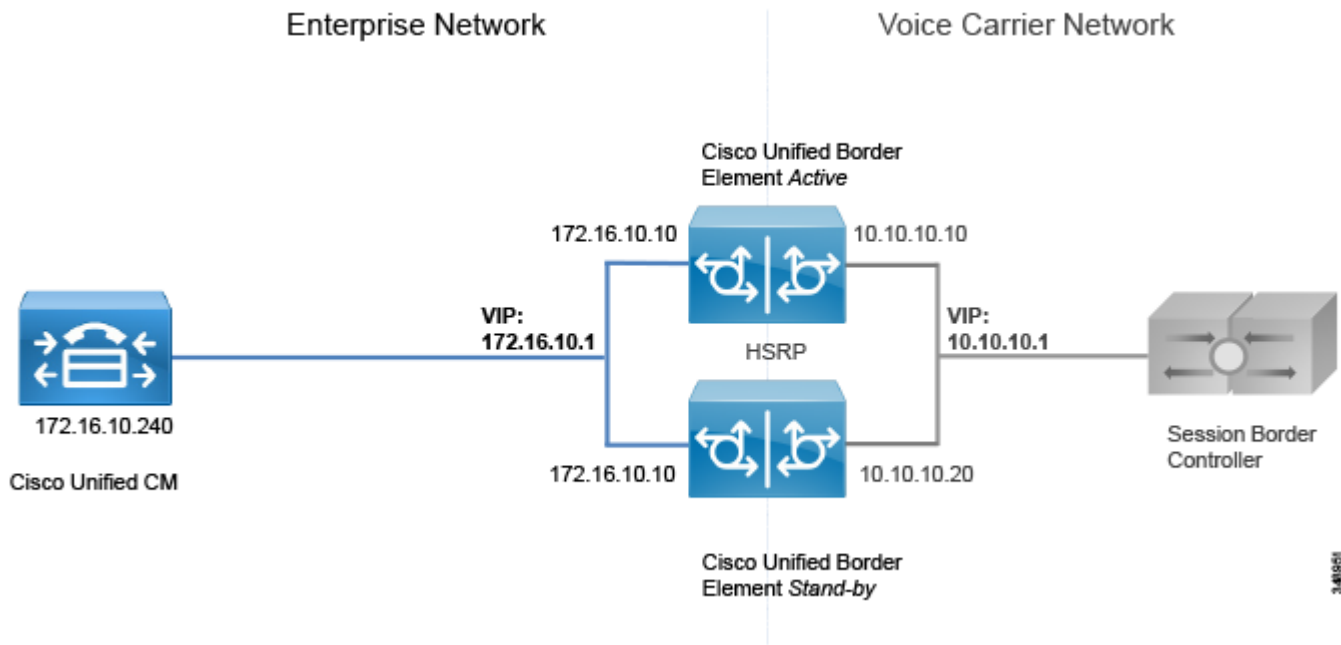 Enterprise Network
Voice Carrier Network
Cisco Unified Border
Element Active
172.16.10.10
10.10.10.10
VIP:
172.16.10.1
HSRP
VIP:
10.10.10.1
172.16.10.240
Cisco Unified CM
172.16.10.10
10.10.10.20
Session Border
Controller
Cisco Unified Border
Element Stand-by